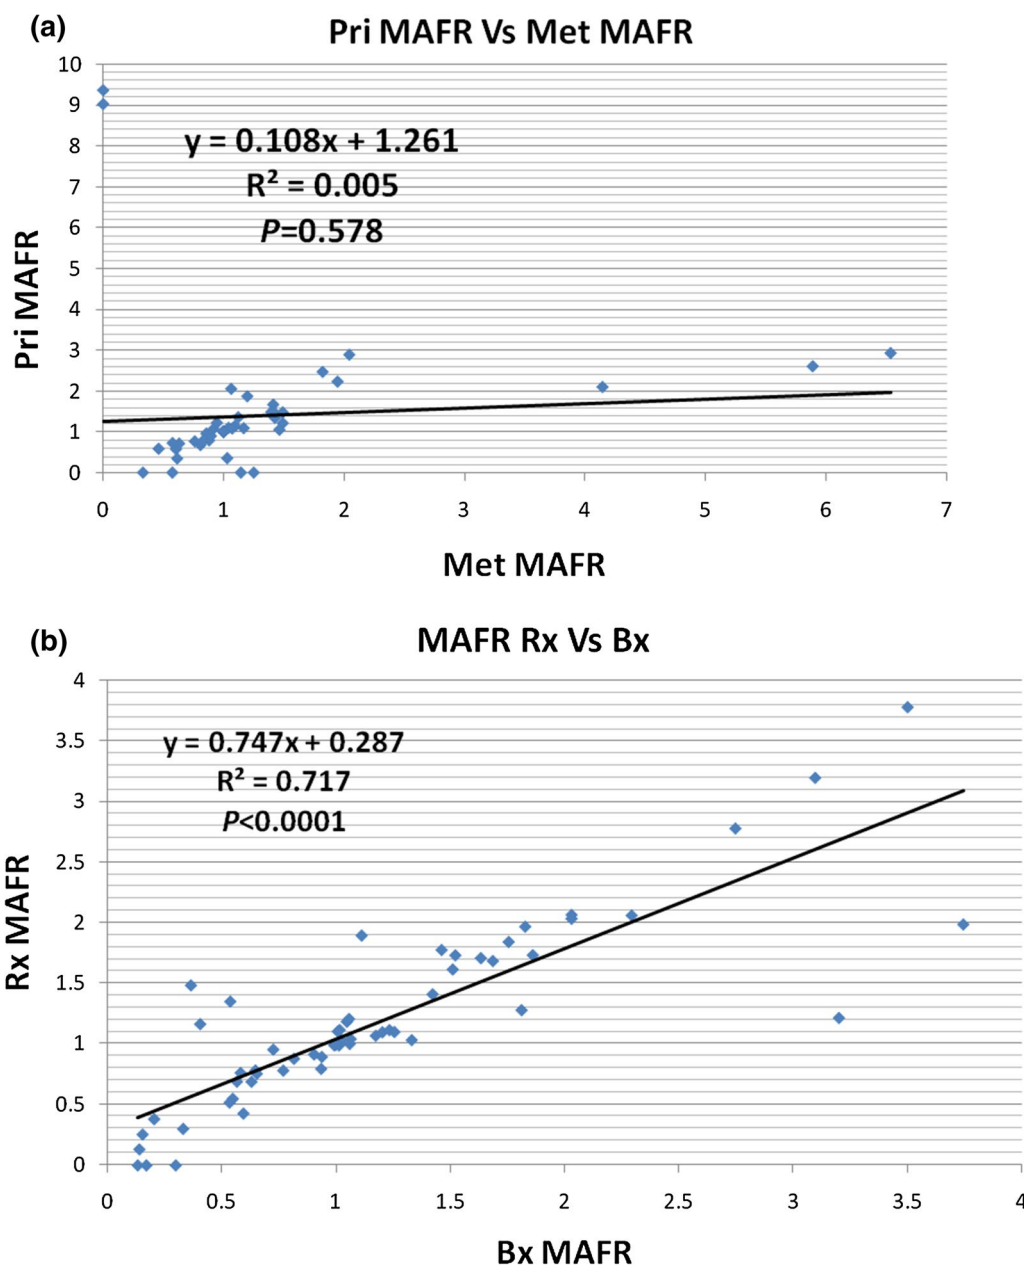 (a)
Pri MAFR Vs Met MAFR
10
9
8
7
6
5
4
3
2
1
0
y = 0.108x + 1.261
R² = 0.005
P=0.578
Pri MAFR
0 1 2 3 4 5 6 7
Met MAFR
(b)
MAFR Rx Vs Bx
4
3.5
3
2.5
2
1.5
1
0.5
0
y = 0.747x + 0.287
R² = 0.717
P<0.0001
Rx MAFR
0 0.5 1 1.5 2 2.5 3 3.5 4
Bx MAFR